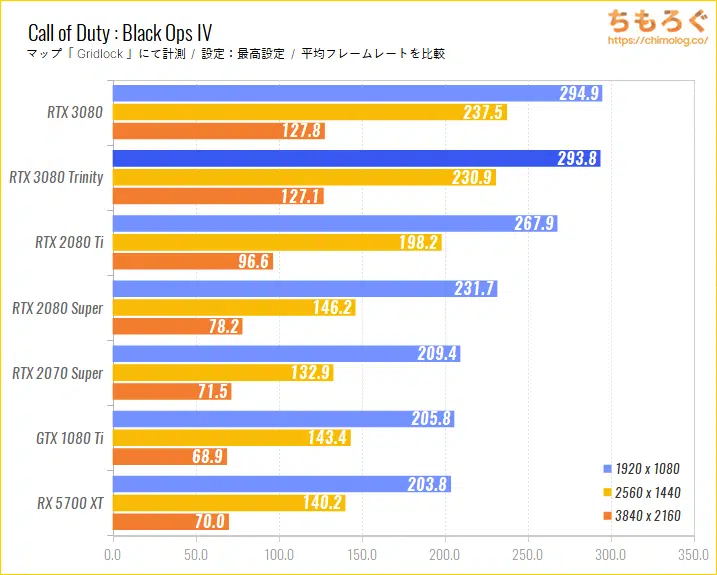 Call of Duty : Black Ops IV
ちもろぐ
https://chimolog.co/
マップ「 Gridlock 」にて計測 / 設定：最高設定 / 平均フレームレートを比較
RTX 3080
294.9
237.5
127.8
RTX 3080 Trinity
293.8
230.9
127.1
RTX 2080 Ti
267.9
198.2
96.6
RTX 2080 Super
231.7
146.2
78.2
RTX 2070 Super
209.4
132.9
71.5
GTX 1080 Ti
205.8
143.4
68.9
RX 5700 XT
203.8
140.2
70.0
1920 x 1080
2560 x 1440
3840 x 2160
0.0 50.0 100.0 150.0 200.0 250.0 300.0 350.0